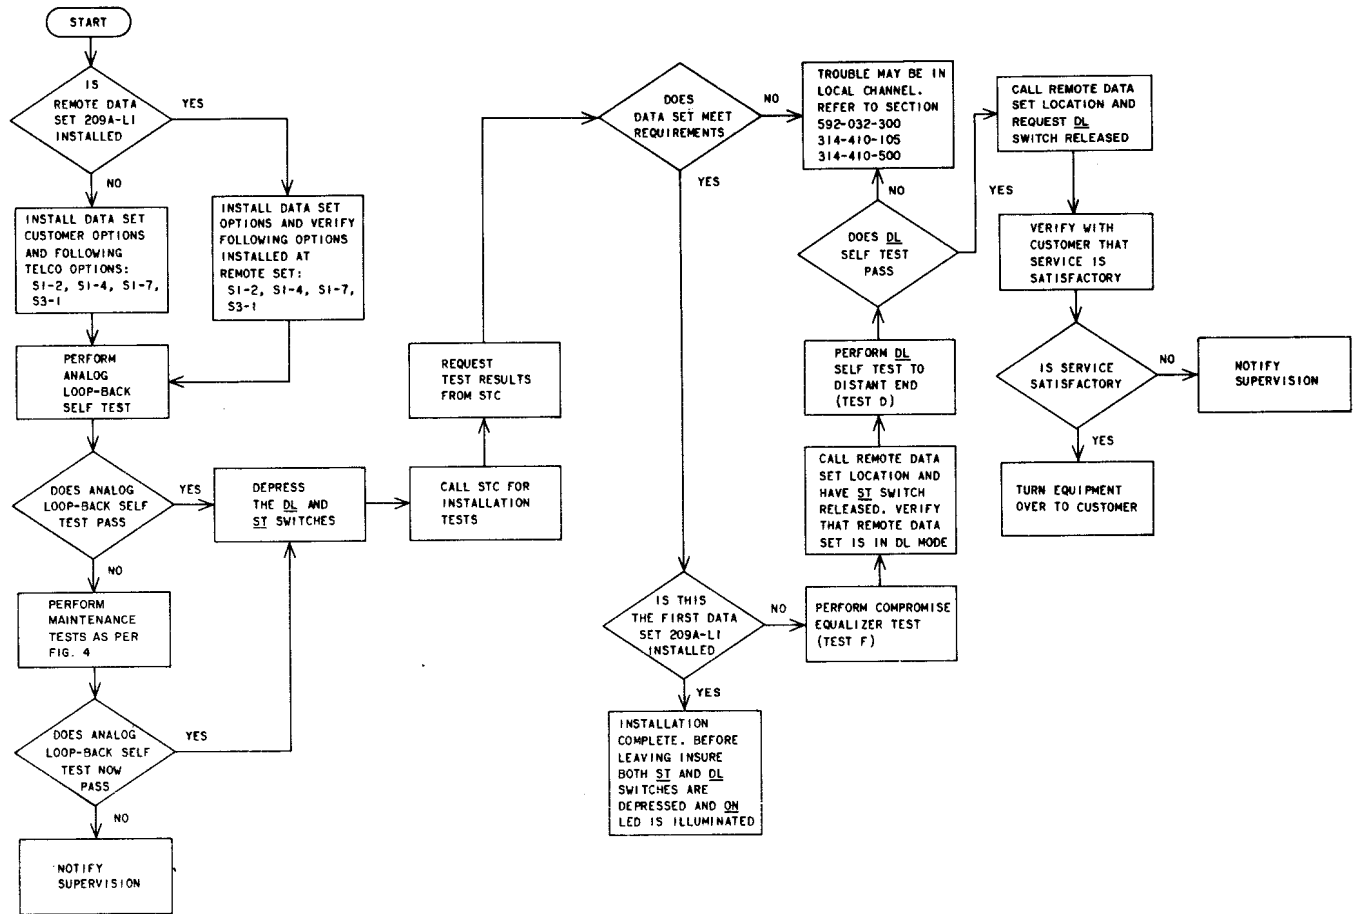 START
IS
REMOTE DATA
SET 209A-L1
INSTALLED
YES
NO
INSTALL DATA SET
CUSTOMER OPTIONS
AND FOLLOWING
TELCO OPTIONS:
S1-2, S1-4, S1-7,
S3-1
INSTALL DATA SET
OPTIONS AND VERIFY
FOLLOWING OPTIONS
INSTALLED AT
REMOTE SET:
S1-2, S1-4, S1-7,
S3-1
PERFORM
ANALOG
LOOP-BACK
SELF TEST
DOES ANALOG
LOOP-BACK SELF
TEST PASS
YES
NO
PERFORM
MAINTENANCE
TESTS AS PER
FIG. 4
DOES ANALOG
LOOP-BACK SELF
TEST NOW
PASS
YES
NO
NOTIFY
SUPERVISION
DEPRESS
THE DL AND
ST SWITCHES
CALL STC FOR
INSTALLATION
TESTS
REQUEST
TEST RESULTS
FROM STC
DOES
DATA SET MEET
REQUIREMENTS
NO
YES
TROUBLE MAY BE IN
LOCAL CHANNEL.
REFER TO SECTION
592-032-300
314-410-105
314-410-500
IS THIS
THE FIRST DATA
SET 209A-L1
INSTALLED
NO
YES
INSTALLATION
COMPLETE. BEFORE
LEAVING INSURE
BOTH ST AND DL
SWITCHES ARE
DEPRESSED AND ON
LED IS ILLUMINATED
PERFORM COMPROMISE
EQUALIZER TEST
(TEST F)
CALL REMOTE DATA
SET LOCATION AND
HAVE ST SWITCH
RELEASED. VERIFY
THAT REMOTE DATA
SET IS IN DL MODE
PERFORM DL
SELF TEST TO
DISTANT END
(TEST D)
DOES DL
SELF TEST
PASS
NO
YES
CALL REMOTE DATA
SET LOCATION AND
REQUEST DL
SWITCH RELEASED
VERIFY WITH
CUSTOMER THAT
SERVICE IS
SATISFACTORY
IS SERVICE
SATISFACTORY
NO
NOTIFY
SUPERVISION
YES
TURN EQUIPMENT
OVER TO CUSTOMER